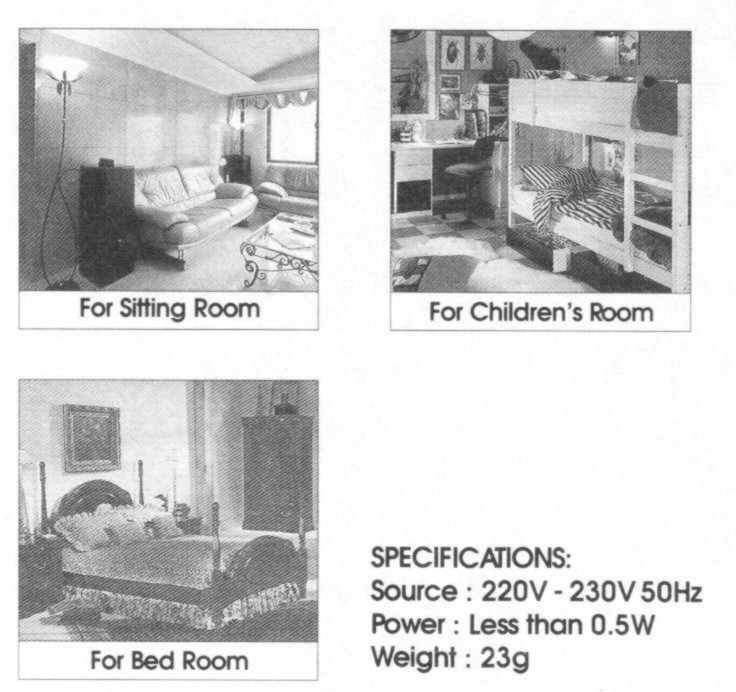 For Sitting Room
For Children's Room
For Bed Room
SPECIFICATIONS:
Source : 220V - 230V 50Hz
Power : Less than 0.5W
Weight : 23g